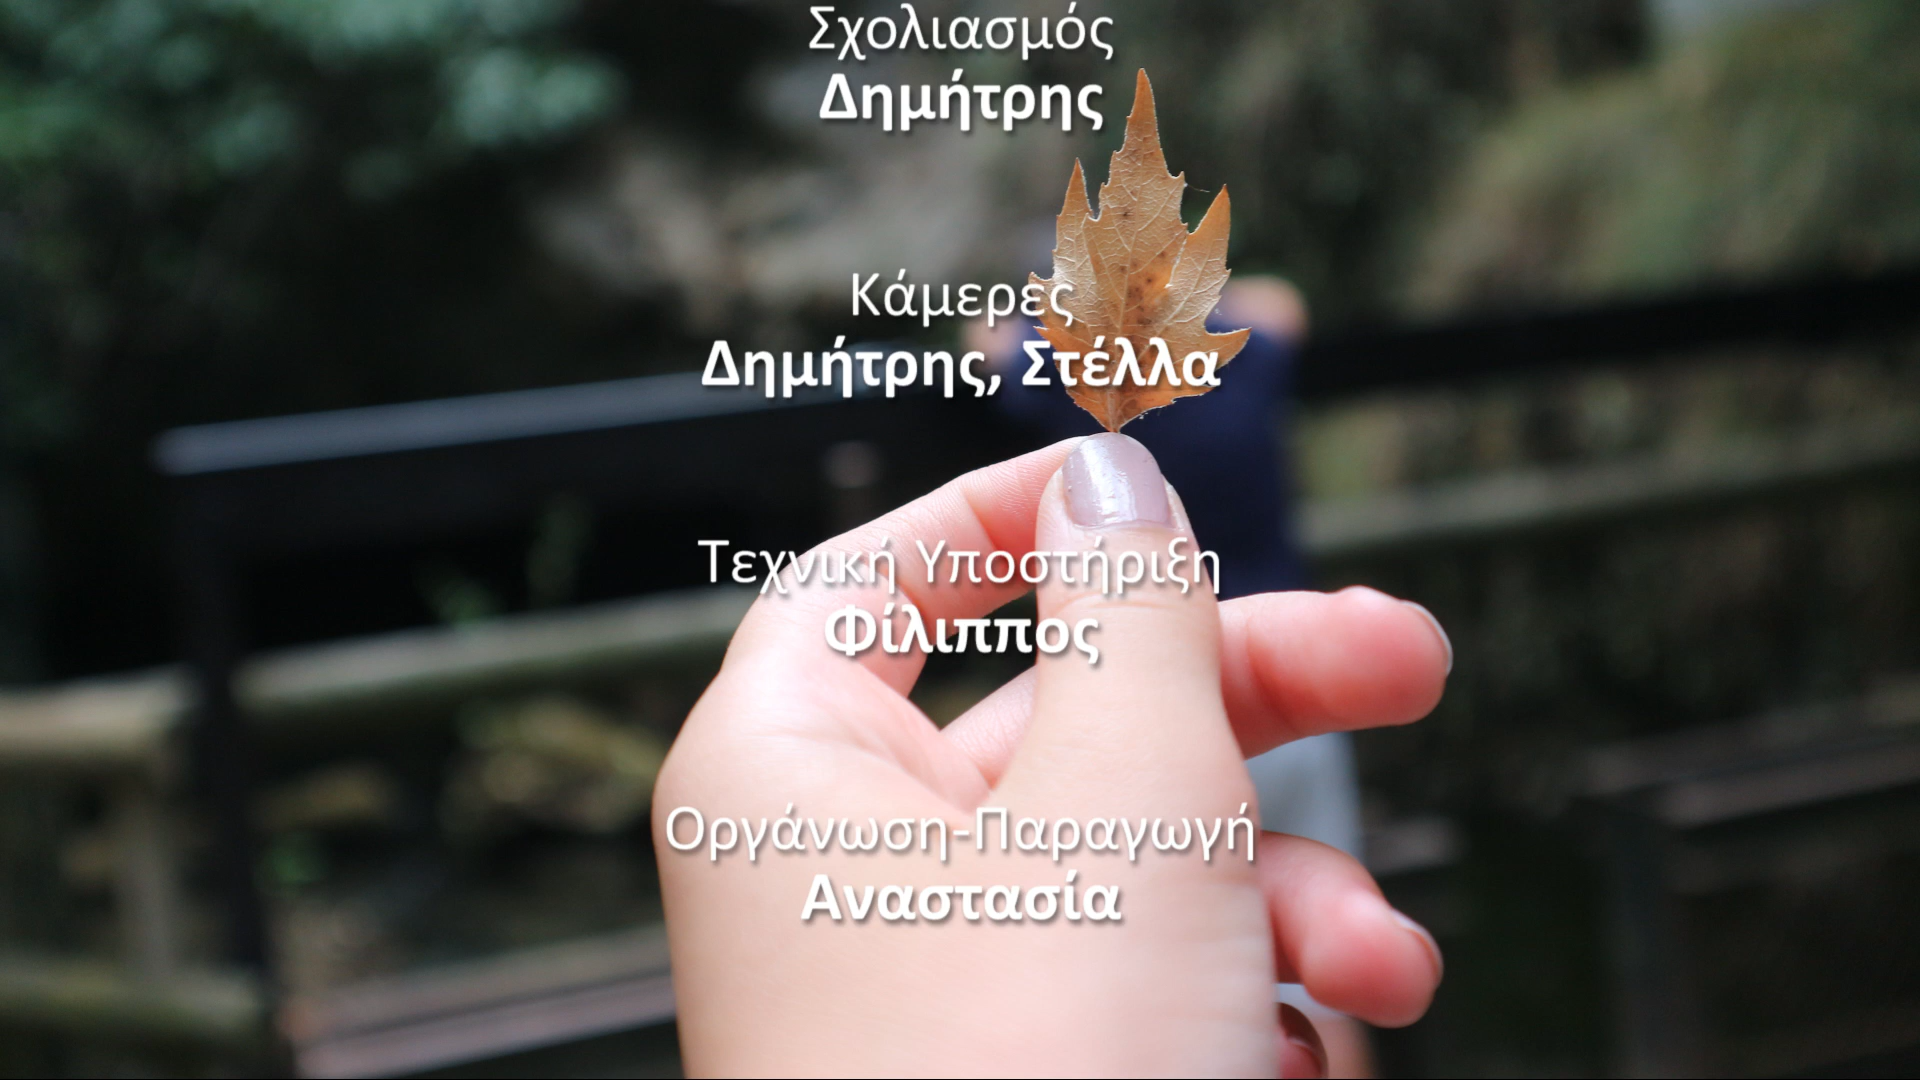 Σχολιασμός
Δημήτρης
Κάμερες
Δημήτρης, Στέλλα
Τεχνική Υποστήριξη
Φίλιππος
Οργάνωση-Παραγωγή
Αναστασία